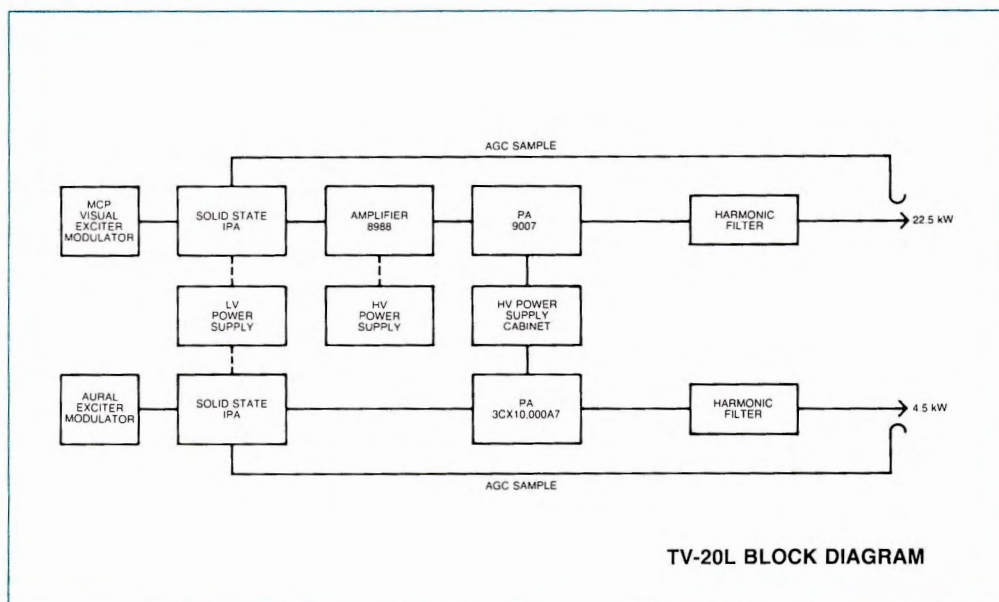 AGC SAMPLE
MCP
VISUAL
EXCITER
MODULATOR
SOLID STATE
IPA
AMPLIFIER
8988
PA
9007
HARMONIC
FILTER
22.5 kW
LV
POWER
SUPPLY
HV
POWER
SUPPLY
HV POWER
SUPPLY
CABINET
AURAL
EXCITER
MODULATOR
SOLID STATE
IPA
PA
3CX10,000A7
HARMONIC
FILTER
4.5 kW
AGC SAMPLE
TV-20L BLOCK DIAGRAM